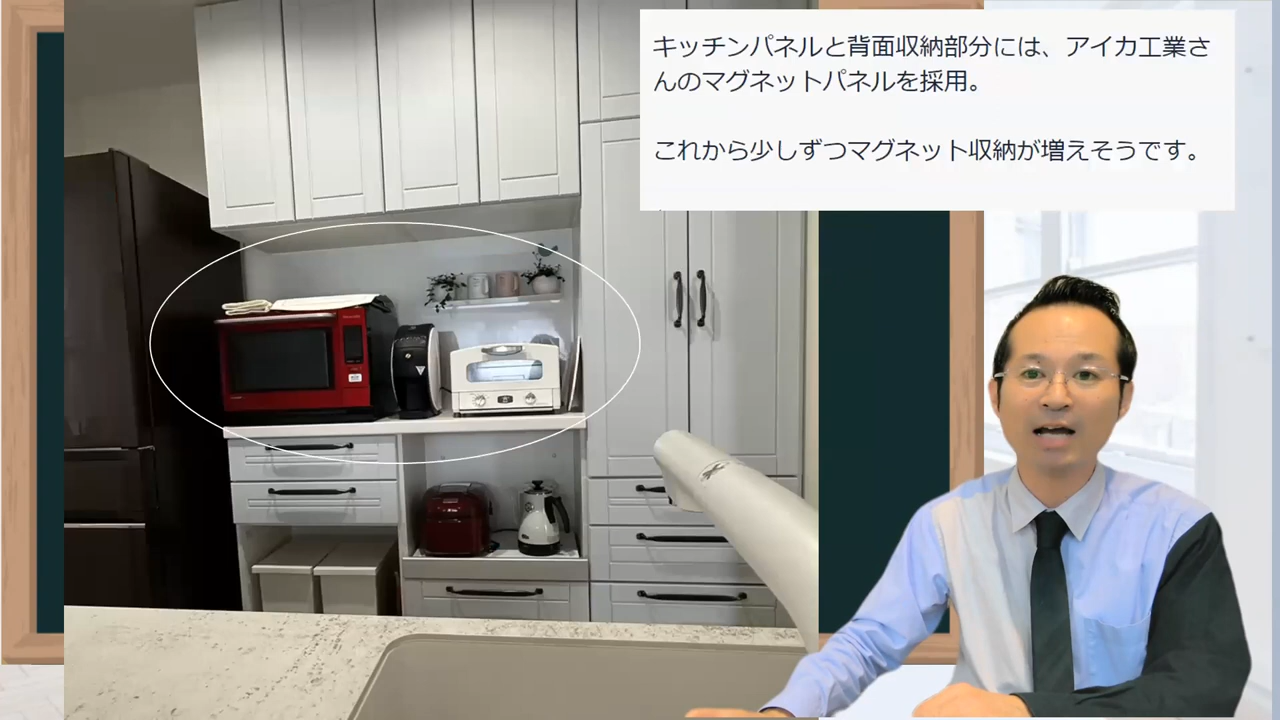 キッチンパネルと背面収納部分には、アイカ工業さ
んのマグネットパネルを採用。
これから少しずつマグネット収納が増えそうです。